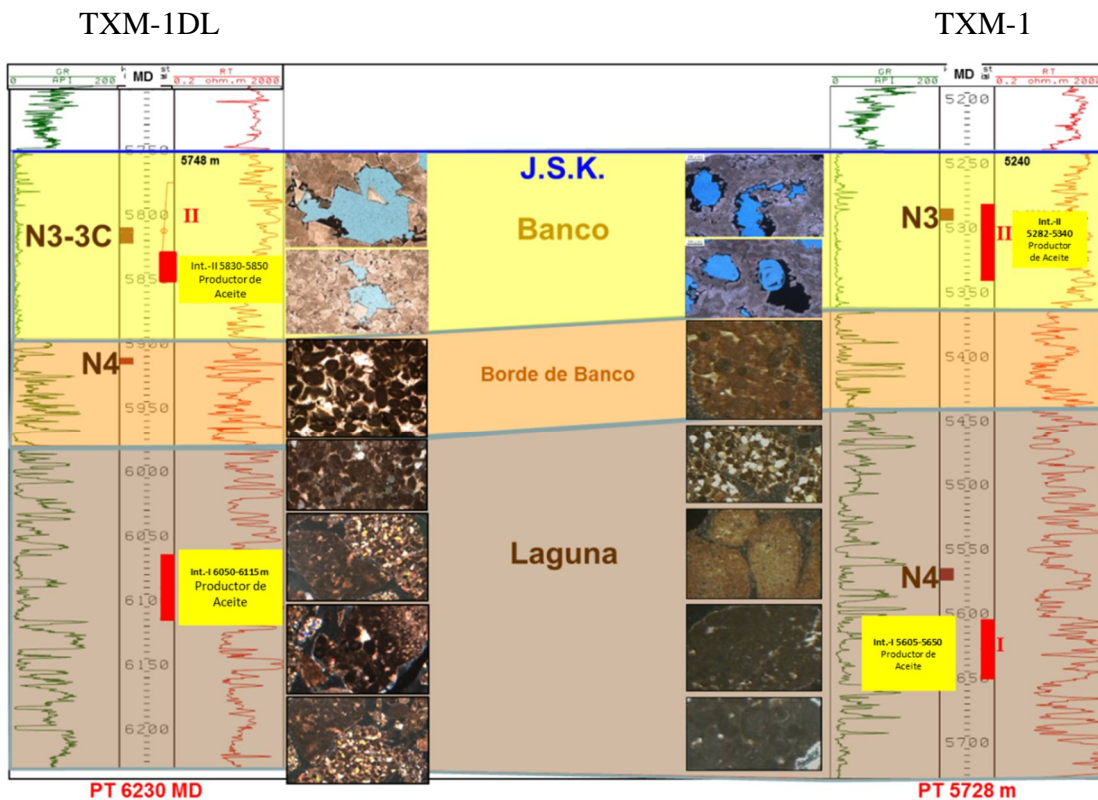 TXM-1DL
TXM-1
GR
0 API 200
MD
RT
0.2 ohm.m 2000
GR
0 API 200
MD
RT
0.2 ohm.m 2000
5200
5748 m
J.S.K.
5250
5240
Banco
N3-3C
5800
II
Int.-II 5830-5850
Productor de
Aceite
N3
5300
II
Int.-II
5282-5340
Productor
de Aceite
5350
5900
N4
5950
Borde de Banco
5400
5450
6000
6050
Int.-I 6050-6115m
Productor de
Aceite
6150
6200
Laguna
5500
5550
N4
5600
Int.-I 5605-5650
Productor de
Aceite
I
5700
PT 6230 MD
PT 5728 m